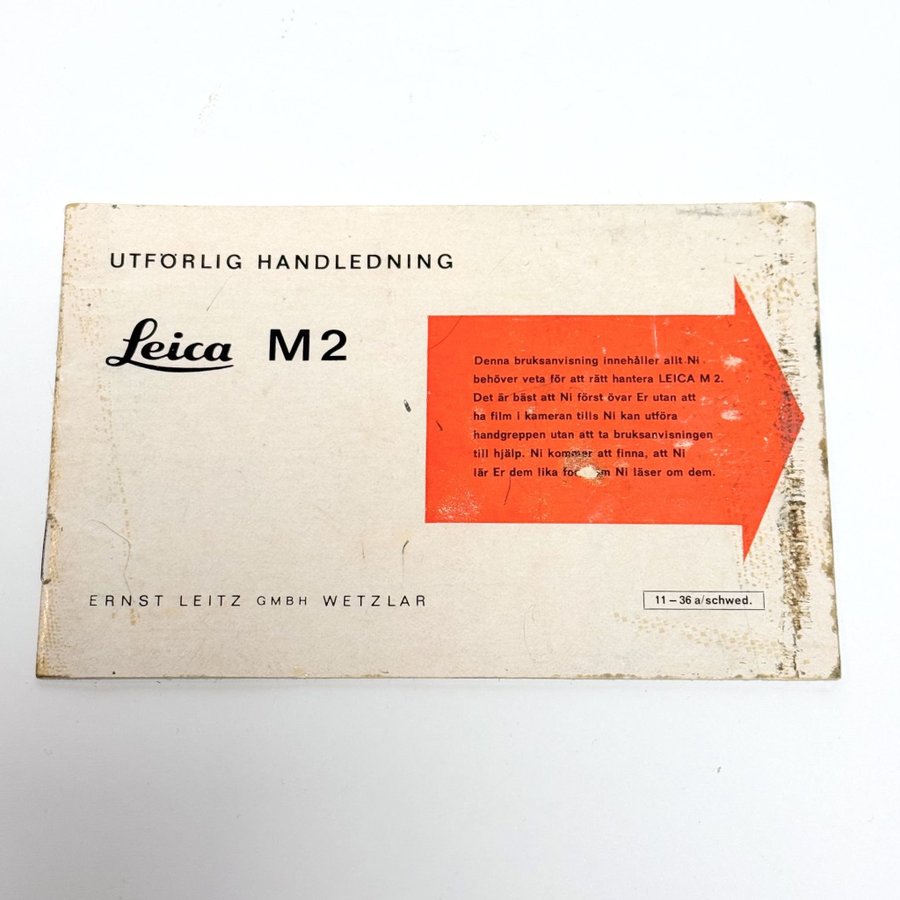 UTFÖRLIG HANDLEDNING
Leica M2
Denna bruksanvisning innehåller allt Ni
behöver veta för att rätt hantera LEICA M 2.
Det är bäst att Ni först övar Er utan att
ha film i kameran tills Ni kan utföra
handgreppen utan att ta bruksanvisningen
till hjälp. Ni kommer att finna, att Ni
lär Er dem lika Ni läser om dem.
ERNST LEITZ GMBH WETZLAR
11 – 36 a/schwed.